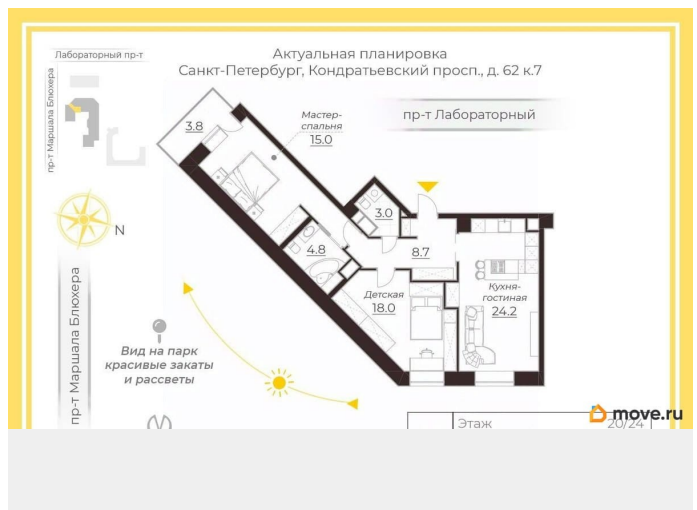 Актуальная планировка
Санкт-Петербург, Кондратьевский просп., д. 62 к.7
Лабораторный пр-т
пр-т Маршала Блюхера
пр-т Лабораторный
3.8
Мастер-
спальня
15.0
3.0
4.8
8.7
Детская
18.0
Кухня-
гостиная
24.2
N
пр-т Маршала Блюхера
Вид на парк
красивые закаты
и рассветы
Этаж
20/24
move.ru